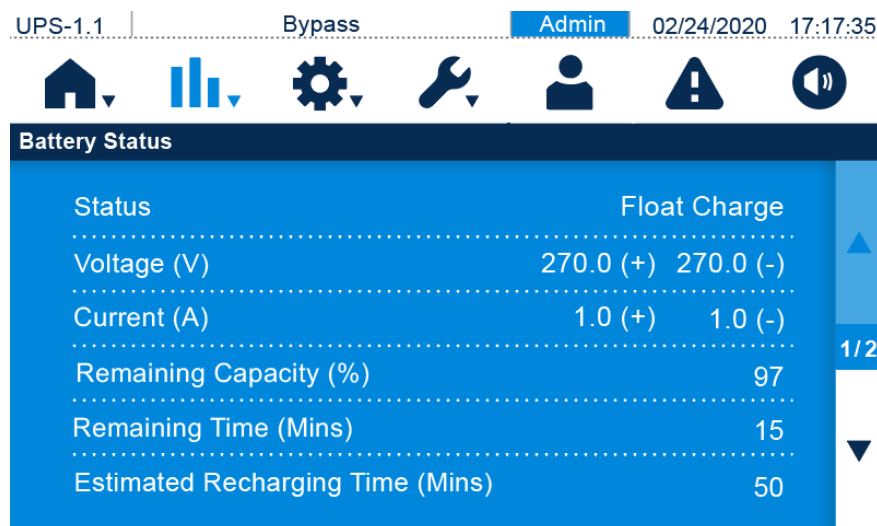 UPS-1.1 Bypass Admin 02/24/2020 17:17:35
Battery Status
Status Float Charge
Voltage (V) 270.0 (+) 270.0 (-)
Current (A) 1.0 (+) 1.0 (-)
1/2
Remaining Capacity (%) 97
Remaining Time (Mins) 15
Estimated Recharging Time (Mins) 50